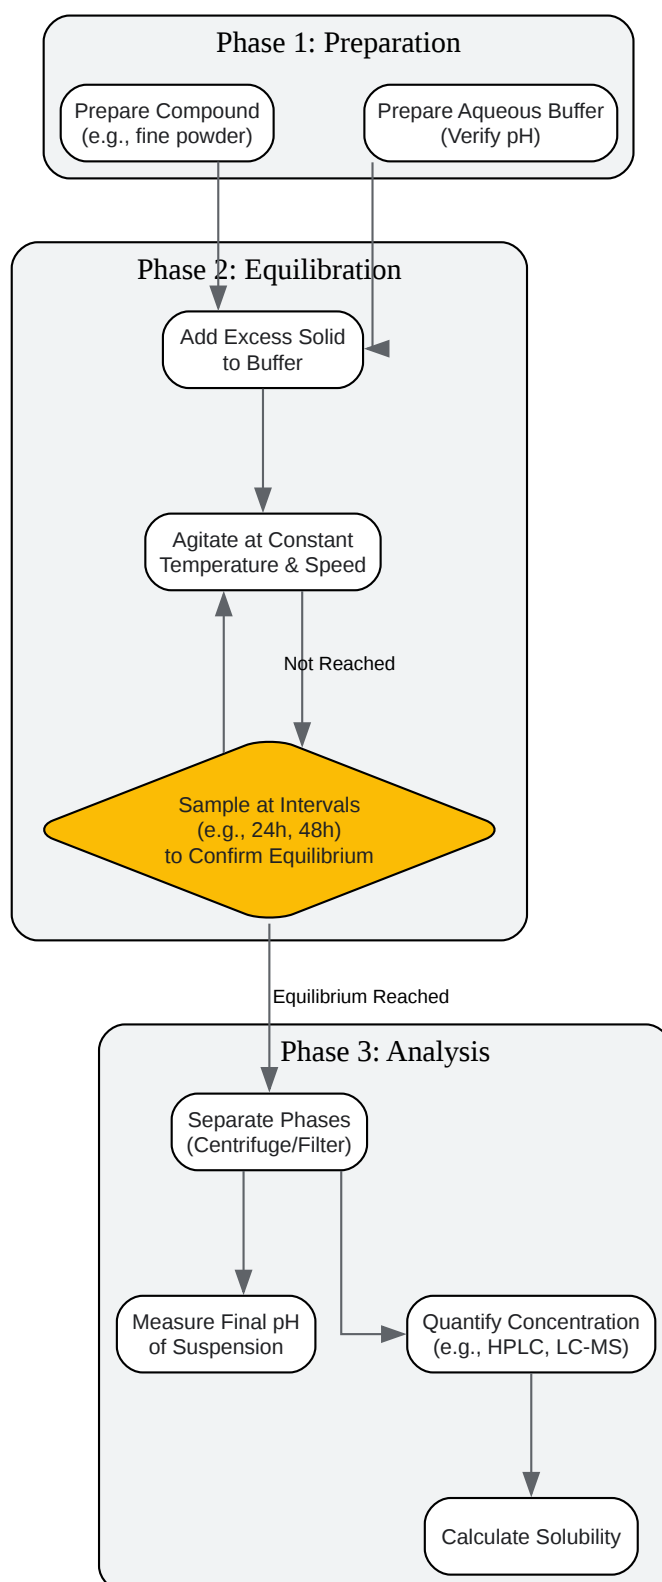 Phase 1: Preparation
Prepare Compound
(e.g., fine powder)
Prepare Aqueous Buffer
(Verify pH)
Phase 2: Equilibration
Add Excess Solid
to Buffer
Agitate at Constant
Temperature & Speed
Not Reached
Sample at Intervals
(e.g., 24h, 48h)
to Confirm Equilibrium
Equilibrium Reached
Phase 3: Analysis
Separate Phases
(Centrifuge/Filter)
Measure Final pH
of Suspension
Quantify Concentration
(e.g., HPLC, LC-MS)
Calculate Solubility